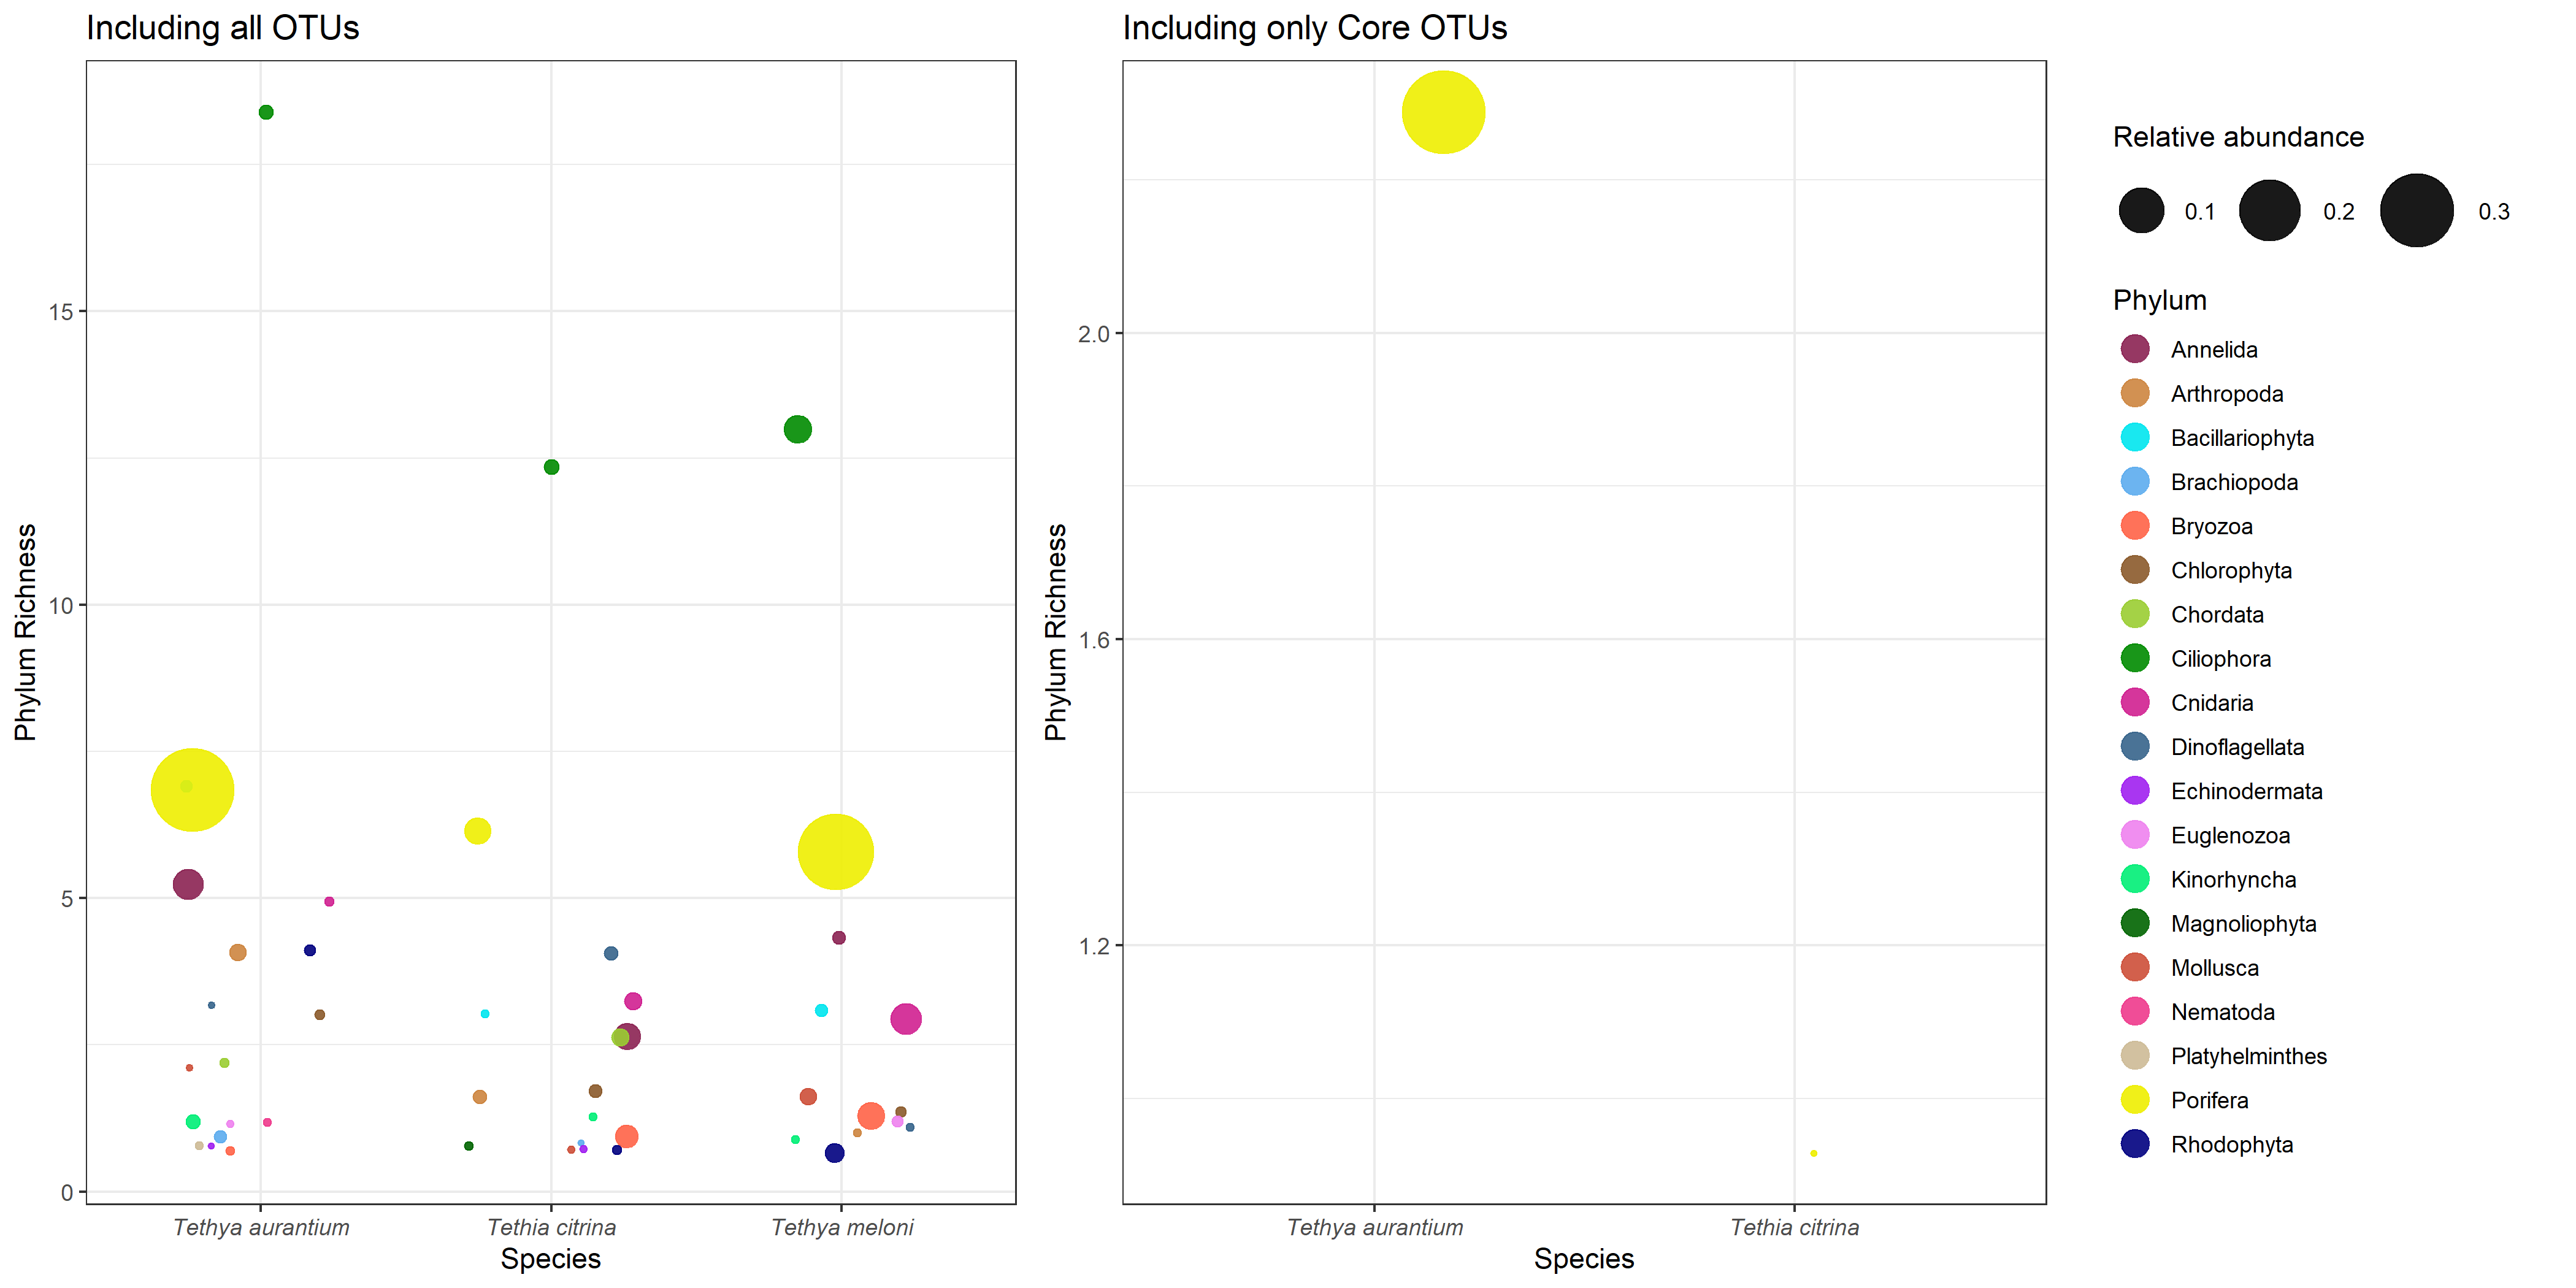 Including all OTUs
Phylum Richness
15
10
5
0
Tethya aurantium
Tethia citrina
Tethya meloni
Species
Including only Core OTUs
Phylum Richness
2.0
1.6
1.2
Tethya aurantium
Tethia citrina
Species
Relative abundance
0.1
0.2
0.3
Phylum
Annelida
Arthropoda
Bacillariophyta
Brachiopoda
Bryozoa
Chlorophyta
Chordata
Ciliophora
Cnidaria
Dinoflagellata
Echinodermata
Euglenozoa
Kinorhyncha
Magnoliophyta
Mollusca
Nematoda
Platyhelminthes
Porifera
Rhodophyta